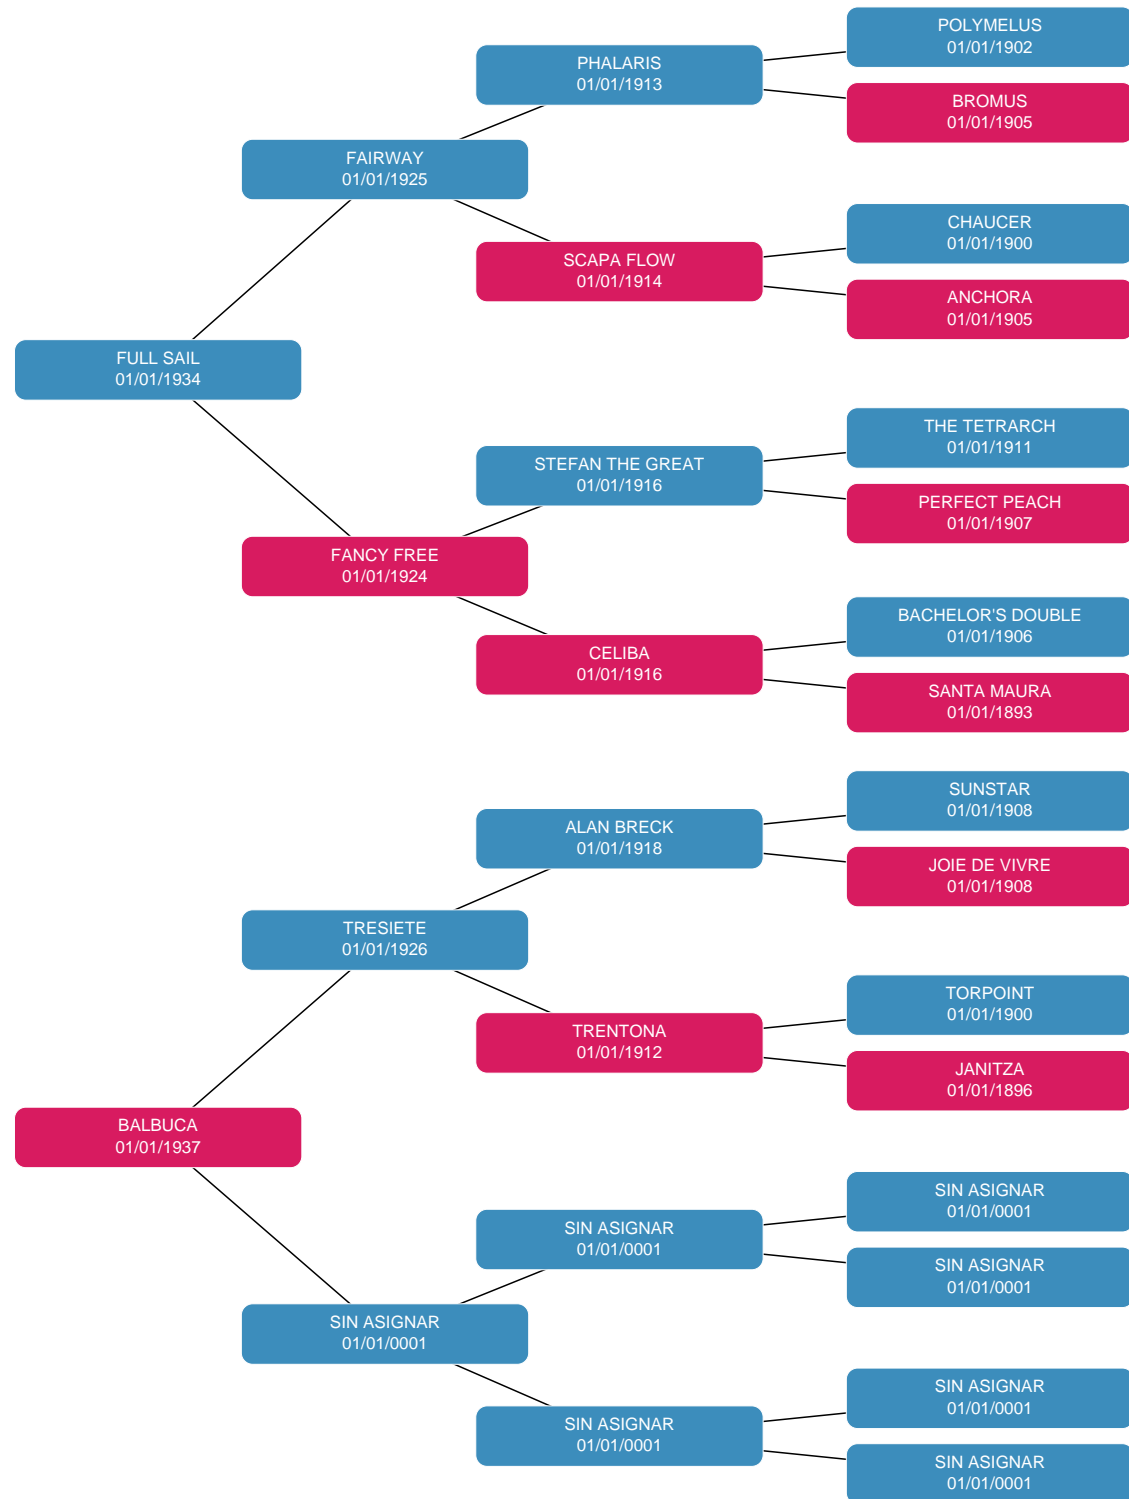 POLYMELUS
01/01/1902
PHALARIS
01/01/1913
BROMUS
01/01/1905
FAIRWAY
01/01/1925
CHAUCER
01/01/1900
SCAPA FLOW
01/01/1914
ANCHORA
01/01/1905
FULL SAIL
01/01/1934
THE TETRARCH
01/01/1911
STEFAN THE GREAT
01/01/1916
PERFECT PEACH
01/01/1907
FANCY FREE
01/01/1924
BACHELOR'S DOUBLE
01/01/1906
CELIBA
01/01/1916
SANTA MAURA
01/01/1893
SUNSTAR
01/01/1908
ALAN BRECK
01/01/1918
JOIE DE VIVRE
01/01/1908
TRESIETE
01/01/1926
TORPOINT
01/01/1900
TRENTONA
01/01/1912
JANITZA
01/01/1896
BALBUCA
01/01/1937
SIN ASIGNAR
01/01/0001
SIN ASIGNAR
01/01/0001
SIN ASIGNAR
01/01/0001
SIN ASIGNAR
01/01/0001
SIN ASIGNAR
01/01/0001
SIN ASIGNAR
01/01/0001
SIN ASIGNAR
01/01/0001